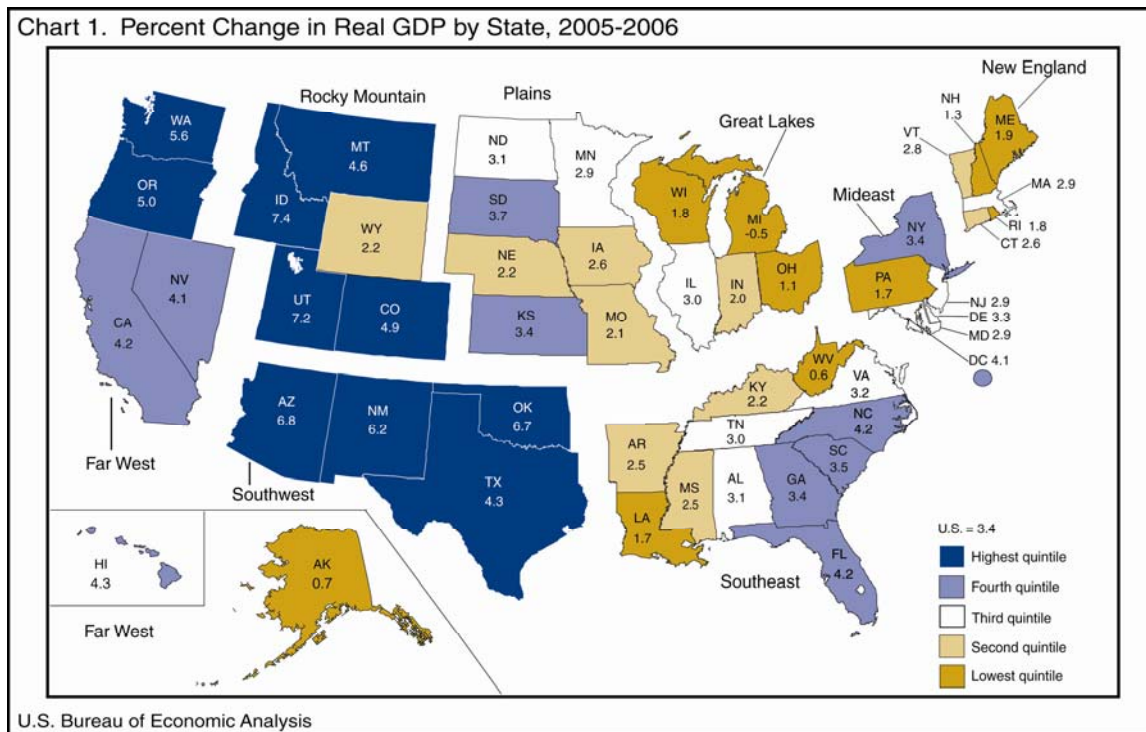 Chart 1. Percent Change in Real GDP by State, 2005-2006
New England
Rocky Mountain
Plains
Great Lakes
Mideast
WA
5.6
MT
4.6
ND
3.1
MN
2.9
NH
1.3
ME
1.9
VT
2.8
OR
5.0
ID
7.4
SD
3.7
WI
1.8
MI
-0.5
NY
3.4
MA 2.9
RI 1.8
CT 2.6
WY
2.2
NE
2.2
IA
2.6
NV
4.1
UT
7.2
CO
4.9
KS
3.4
MO
2.1
IL
3.0
IN
2.0
OH
1.1
PA
1.7
NJ 2.9
DE 3.3
MD 2.9
DC 4.1
CA
4.2
WV
0.6
VA
3.2
KY
2.2
AZ
6.8
NM
6.2
OK
6.7
TN
3.0
NC
4.2
AR
2.5
SC
3.5
TX
4.3
MS
2.5
AL
3.1
GA
3.4
LA
1.7
FL
4.2
Far West
Southwest
Southeast
HI
4.3
AK
0.7
Far West
U.S. = 3.4
Highest quintile
Fourth quintile
Third quintile
Second quintile
Lowest quintile
U.S. Bureau of Economic Analysis